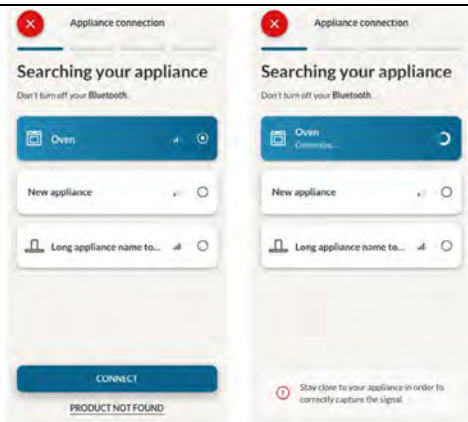 Appliance connection
Searching your appliance
Don't turn off your Bluetooth.
Oven
New appliance
Long appliance name to...
CONNECT
PRODUCT NOT FOUND
Appliance connection
Searching your appliance
Don't turn off your Bluetooth.
Oven
Connecting...
New appliance
Long appliance name to...
Stay close to your appliance in order to
correctly capture the signal